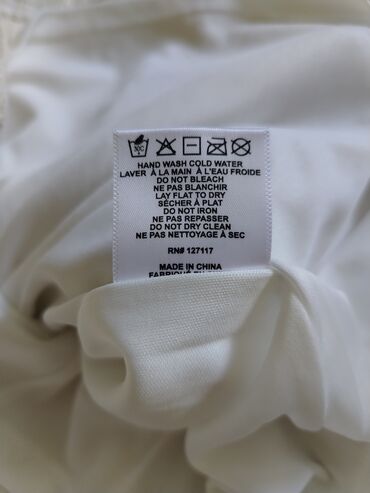 30C
HAND WASH COLD WATER
LAVER À LA MAIN À L'EAU FROIDE
DO NOT BLEACH
NE PAS BLANCHIR
LAY FLAT TO DRY
SÉCHER À PLAT
DO NOT IRON
NE PAS REPASSER
DO NOT DRY CLEAN
NE PAS NETTOYAGE À SEC
RN# 127117
MADE IN CHINA
FABRIQUÉ